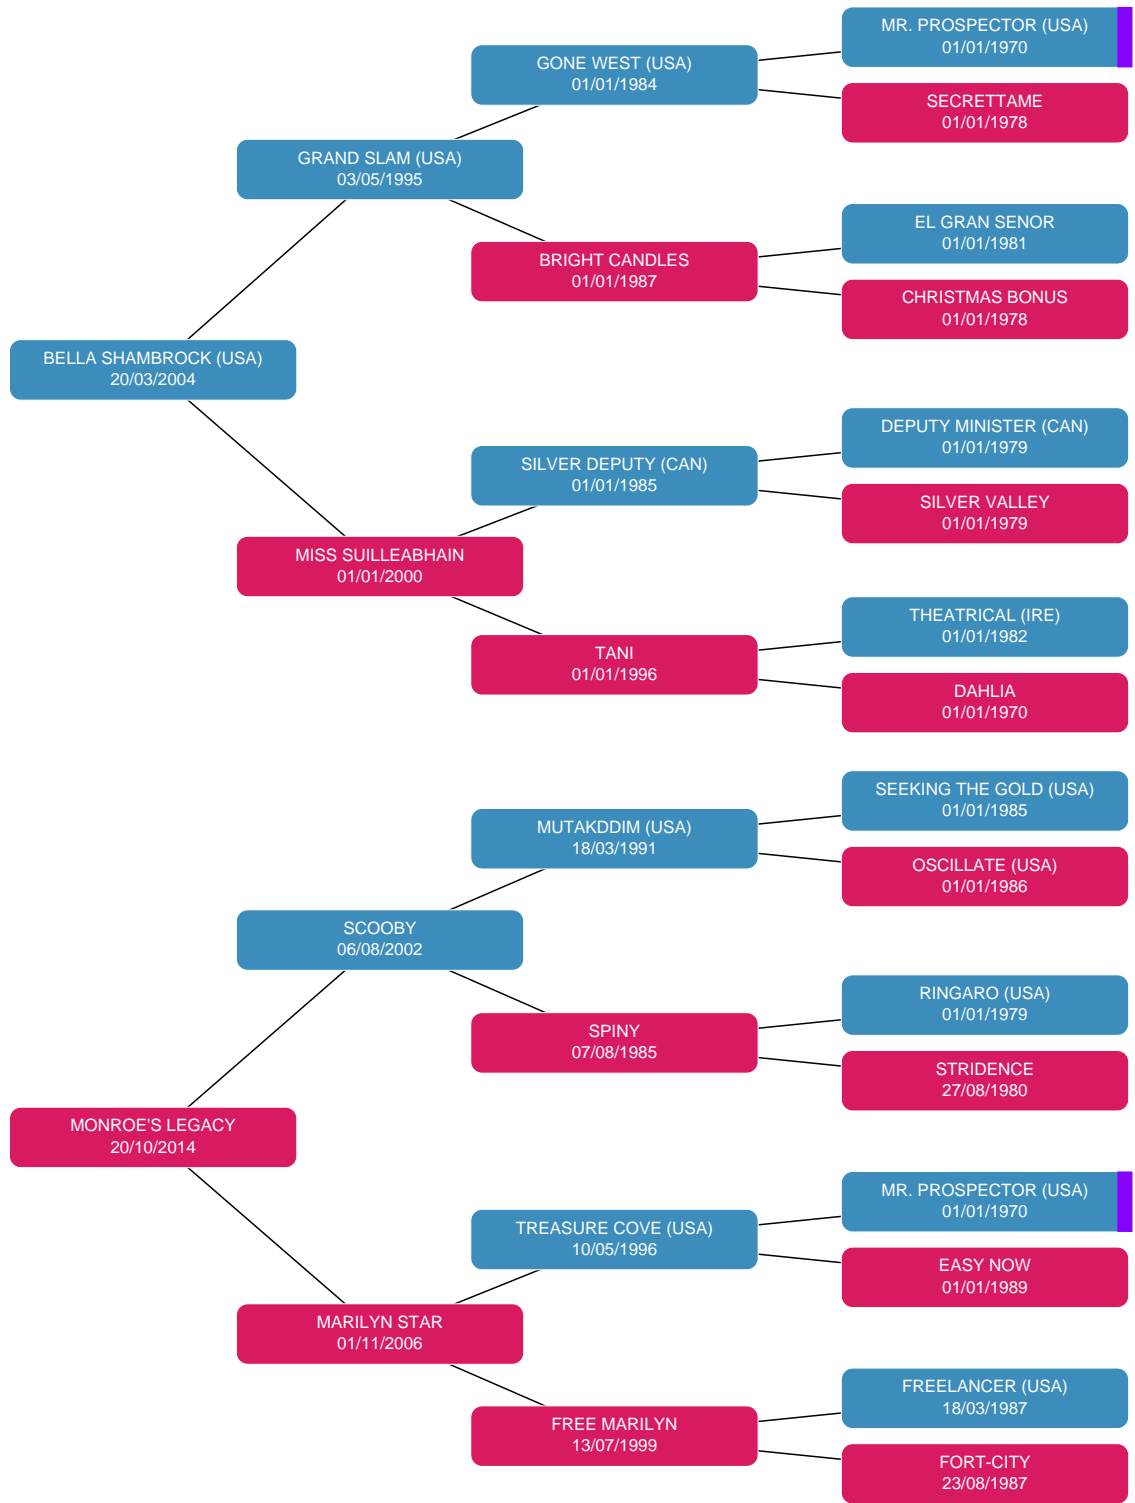 MR. PROSPECTOR (USA)
01/01/1970
GONE WEST (USA)
01/01/1984
SECRETTAME
01/01/1978
GRAND SLAM (USA)
03/05/1995
EL GRAN SENOR
01/01/1981
BRIGHT CANDLES
01/01/1987
CHRISTMAS BONUS
01/01/1978
BELLA SHAMBROCK (USA)
20/03/2004
DEPUTY MINISTER (CAN)
01/01/1979
SILVER DEPUTY (CAN)
01/01/1985
SILVER VALLEY
01/01/1979
MISS SUILLEABHAIN
01/01/2000
THEATRICAL (IRE)
01/01/1982
TANI
01/01/1996
DAHLIA
01/01/1970
SEEKING THE GOLD (USA)
01/01/1985
MUTAKDDIM (USA)
18/03/1991
OSCILLATE (USA)
01/01/1986
SCOOBY
06/08/2002
RINGARO (USA)
01/01/1979
SPINY
07/08/1985
STRIDENCE
27/08/1980
MONROE'S LEGACY
20/10/2014
MR. PROSPECTOR (USA)
01/01/1970
TREASURE COVE (USA)
10/05/1996
EASY NOW
01/01/1989
MARILYN STAR
01/11/2006
FREELANCER (USA)
18/03/1987
FREE MARILYN
13/07/1999
FORT-CITY
23/08/1987